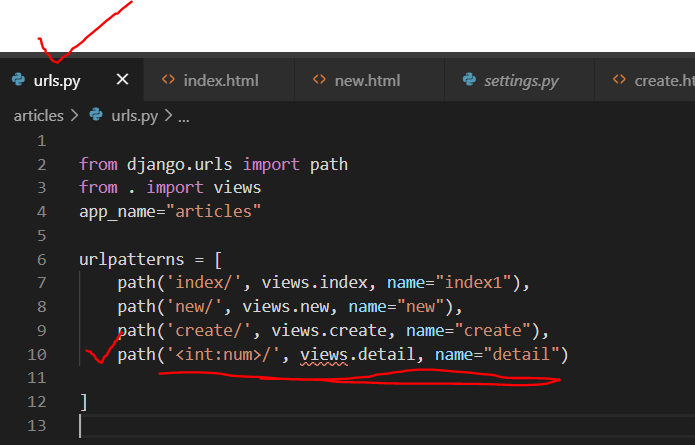 urls.py
index.html
new.html
settings.py
create.ht
articles > urls.py > ...
1
2 from django.urls import path
3 from . import views
4 app_name="articles"
5
6 urlpatterns = [
7 path('index/', views.index, name="index1"),
8 path('new/', views.new, name="new"),
9 path('create/', views.create, name="create"),
10 path('<int:num>/', views.detail, name="detail")
11
12 ]
13